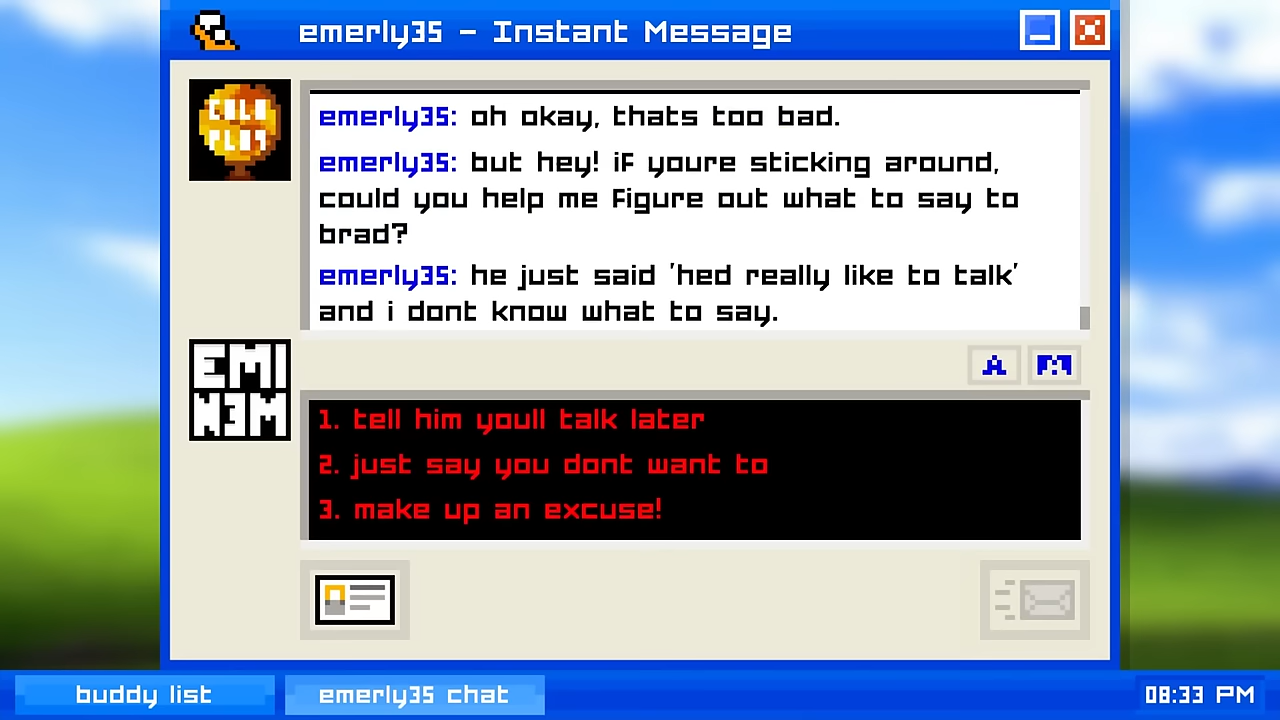 emerly35 - Instant Message
COLD
PLAY
emerly35: oh okay, thats too bad.
emerly35: but hey! if youre sticking around,
could you help me figure out what to say to
brad?
emerly35: he just said 'hed really like to talk'
and i dont know what to say.
EMI
NƎM
A
1. tell him youll talk later
2. just say you dont want to
3. make up an excuse!
buddy list
emerly35 chat
08:33 PM